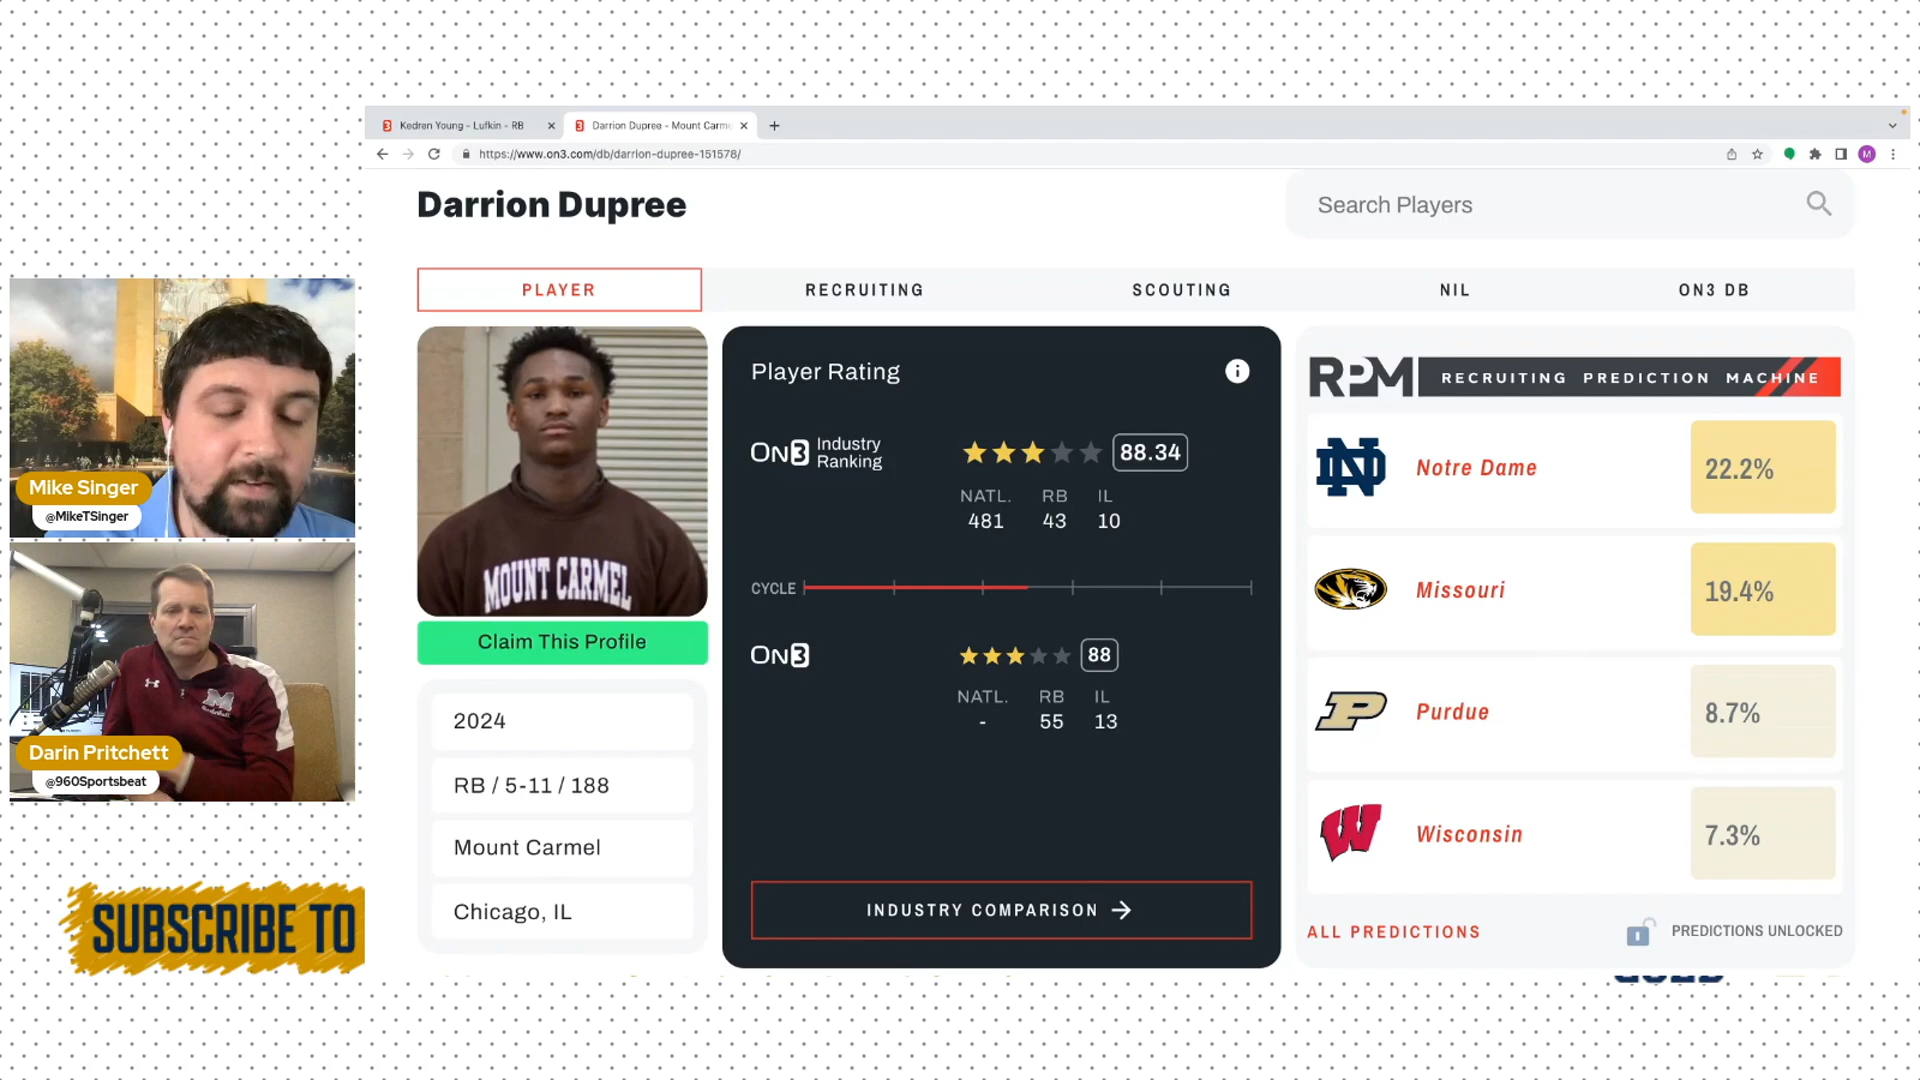 Kedren Young - Lufkin - RB
Darrion Dupree - Mount Carm
https://www.on3.com/db/darrion-dupree-151578/
M
Darrion Dupree
Search Players
PLAYER
RECRUITING
SCOUTING
NIL
ON3 DB
MOUNT CARMEL
Claim This Profile
2024
RB / 5-11 / 188
Mount Carmel
Chicago, IL
Player Rating
ON3 Industry Ranking
88.34
NATL. RB IL
481 43 10
CYCLE
ON3
88
NATL. RB IL
- 55 13
INDUSTRY COMPARISON
RPM RECRUITING PREDICTION MACHINE
ND Notre Dame 22.2%
Missouri 19.4%
P Purdue 8.7%
W Wisconsin 7.3%
ALL PREDICTIONS
PREDICTIONS UNLOCKED
Mike Singer
@MikeTSinger
M
Darin Pritchett
@960Sportsbeat
SUBSCRIBE TO